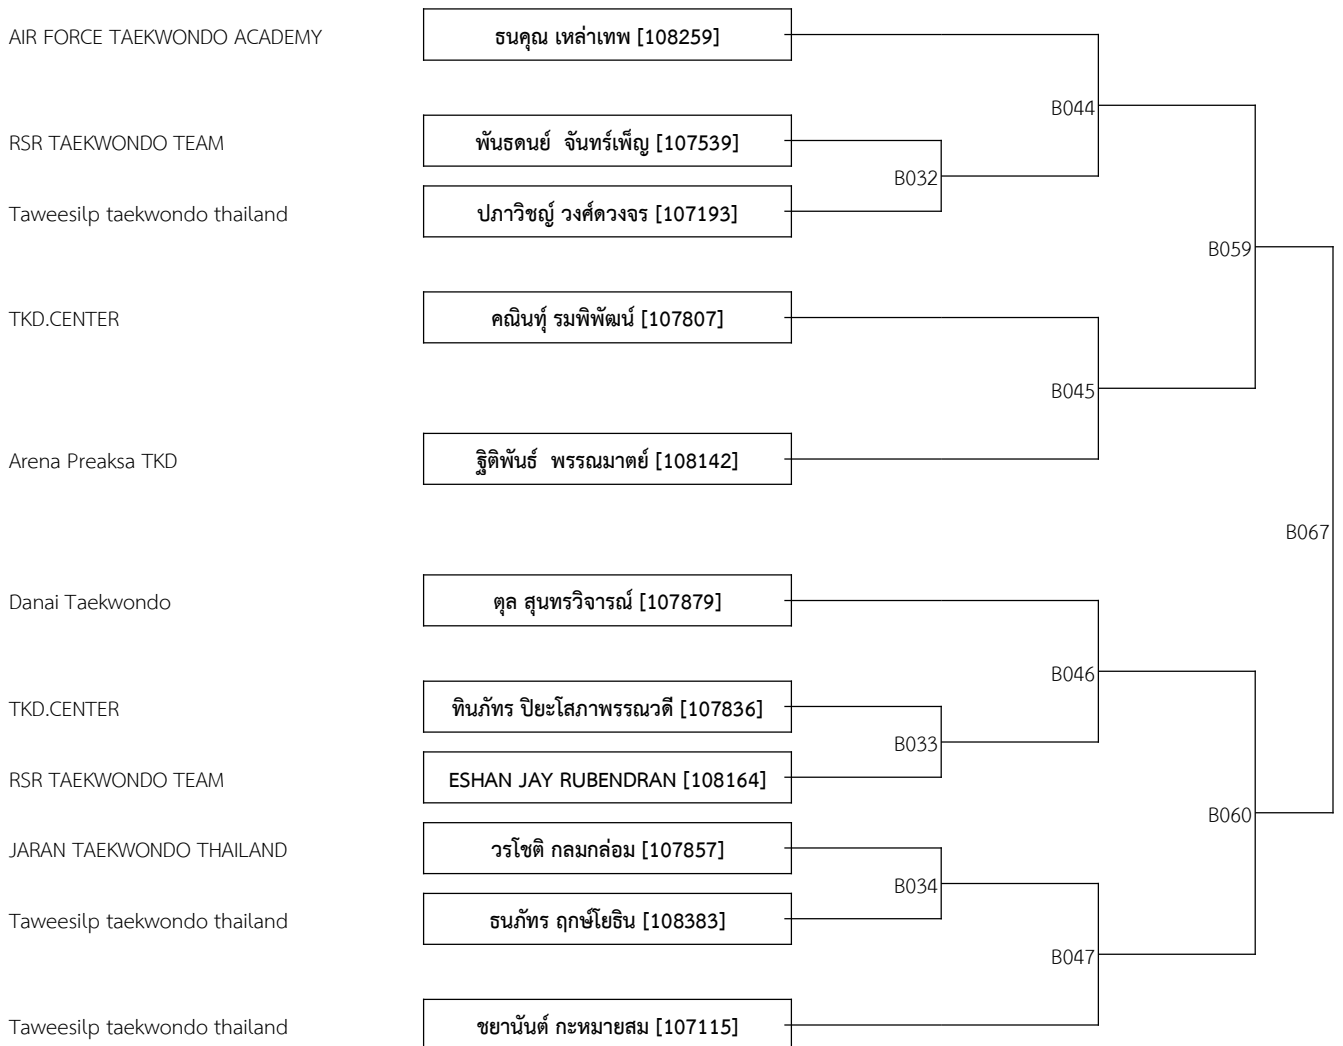 AIR FORCE TAEKWONDO ACADEMY
ธนคุณ เหล่าเทพ [108259]
B044
RSR TAEKWONDO TEAM
พันธดนย์ จันทร์เพ็ญ [107539]
B032
Taweesilp taekwondo thailand
ปภาวิชญ์ วงศ์ดวงจร [107193]
B059
TKD.CENTER
คณินทุ์ รมพิพัฒน์ [107807]
B045
Arena Preaksa TKD
ฐิติพันธ์ พรรณมาตย์ [108142]
B067
Danai Taekwondo
ตุล สุนทรวิจารณ์ [107879]
B046
TKD.CENTER
ทินภัทร ปิยะโสภาพรรณวดี [107836]
B033
RSR TAEKWONDO TEAM
ESHAN JAY RUBENDRAN [108164]
B060
JARAN TAEKWONDO THAILAND
วรโชติ กลมกล่อม [107857]
B034
Taweesilp taekwondo thailand
ธนภัทร ฤกษ์โยธิน [108383]
B047
Taweesilp taekwondo thailand
ชยานันต์ กะหมายสม [107115]